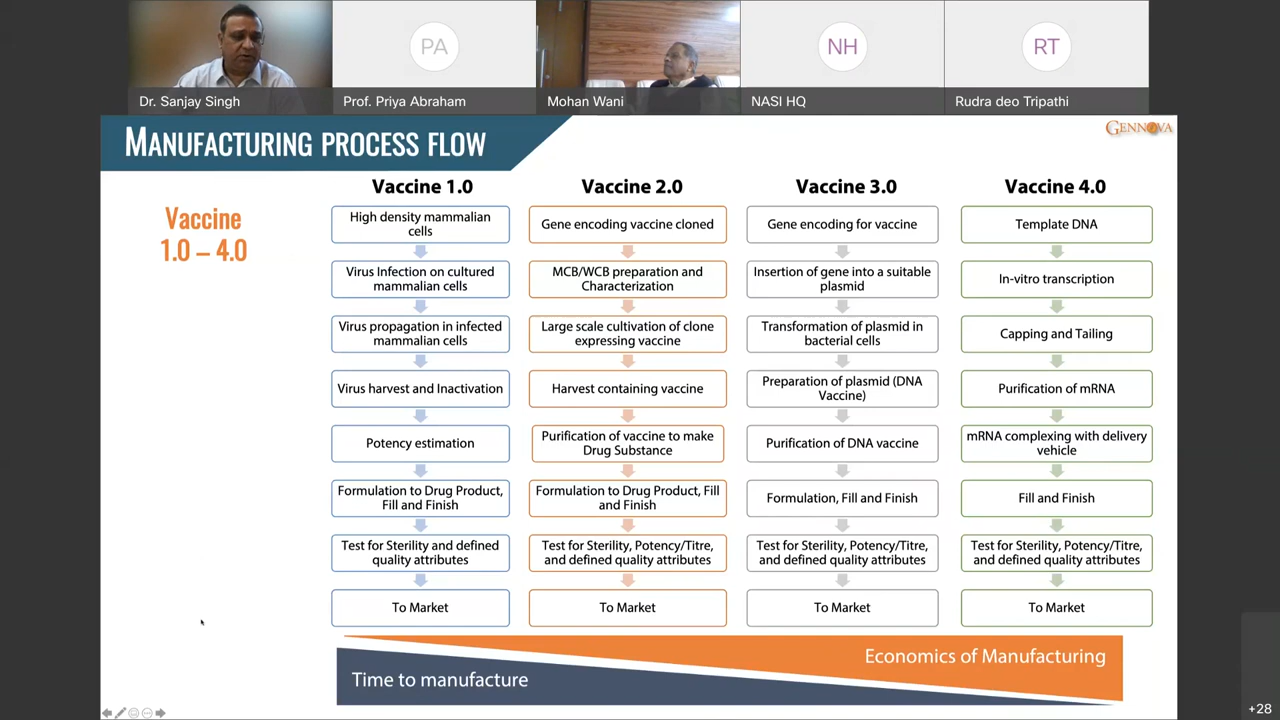 PA
NH
RT
Dr. Sanjay Singh
Prof. Priya Abraham
Mohan Wani
NASI HQ
Rudra deo Tripathi
MANUFACTURING PROCESS FLOW
GENNOVA
Vaccine
1.0 – 4.0
Vaccine 1.0
High density mammalian
cells
Virus Infection on cultured
mammalian cells
Virus propagation in infected
mammalian cells
Virus harvest and Inactivation
Potency estimation
Formulation to Drug Product,
Fill and Finish
Test for Sterility and defined
quality attributes
To Market
Vaccine 2.0
Gene encoding vaccine cloned
MCB/WCB preparation and
Characterization
Large scale cultivation of clone
expressing vaccine
Harvest containing vaccine
Purification of vaccine to make
Drug Substance
Formulation to Drug Product, Fill
and Finish
Test for Sterility, Potency/Titre,
and defined quality attributes
To Market
Vaccine 3.0
Gene encoding for vaccine
Insertion of gene into a suitable
plasmid
Transformation of plasmid in
bacterial cells
Preparation of plasmid (DNA
Vaccine)
Purification of DNA vaccine
Formulation, Fill and Finish
Test for Sterility, Potency/Titre,
and defined quality attributes
To Market
Vaccine 4.0
Template DNA
In-vitro transcription
Capping and Tailing
Purification of mRNA
mRNA complexing with delivery
vehicle
Fill and Finish
Test for Sterility, Potency/Titre,
and defined quality attributes
To Market
Economics of Manufacturing
Time to manufacture
+28